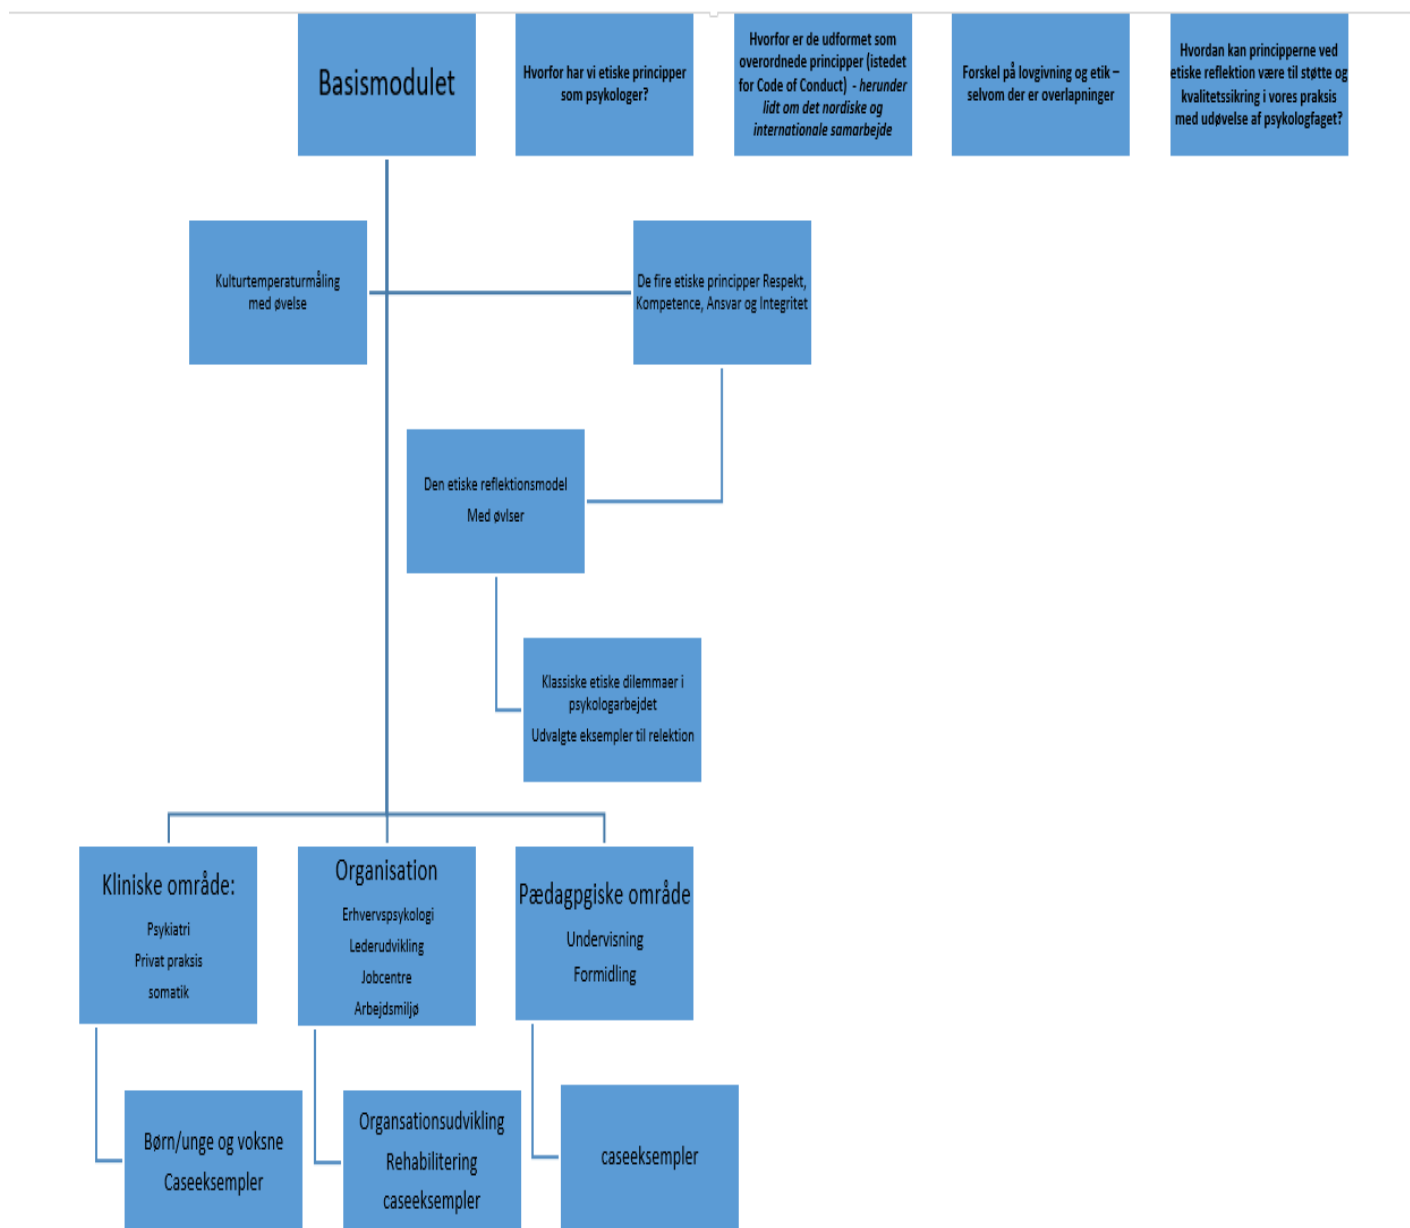 Basismodulet
Hvorfor har vi etiske principper
som psykologer?
Hvorfor er de udformet som
overordnede principper (istedet
for Code of Conduct) - herunder
lidt om det nordiske og
internationale samarbejde
Forskel på lovgivning og etik –
selvom der er overlapninger
Hvordan kan principperne ved
etiske reflektion være til støtte og
kvalitetssikring i vores praksis
med udøvelse af psykologfaget?
Kulturtemperaturmåling
med øvelse
De fire etiske principper Respekt,
Kompetence, Ansvar og Integritet
Den etiske reflektionsmodel
Med øvlser
Klassiske etiske dilemmaer i
psykologarbejdet
Udvalgte eksempler til relektion
Kliniske område:
Psykiatri
Privat praksis
somatik
Organisation
Erhvervspsykologi
Lederudvikling
Jobcentre
Arbejdsmiljø
Pædagpgiske område
Undervisning
Formidling
Børn/unge og voksne
Caseeksempler
Organsationsudvikling
Rehabilitering
caseeksempler
caseeksempler